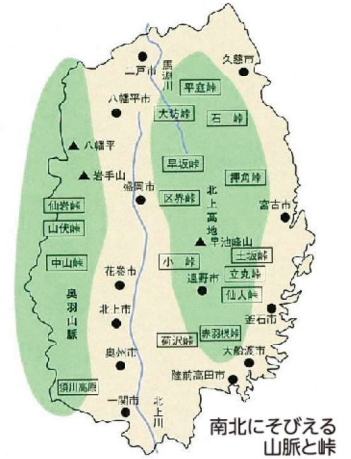 久慈市
二戸市
馬淵川
平庭峠
八幡平市
大坊峠
石峠
八幡平
早坂峠
岩手山
押角峠
盛岡市
区界峠
北上高地
仙岩峠
宮古市
山伏峠
早池峰山
土坂峠
中山峠
小峠
立丸峠
花巻市
遠野市
仙人峠
奥羽山脈
北上市
釜石市
赤羽根峠
荷沢峠
奥州市
大船渡市
陸前高田市
須川高原
一関市
北上川
南北にそびえる
山脈と峠